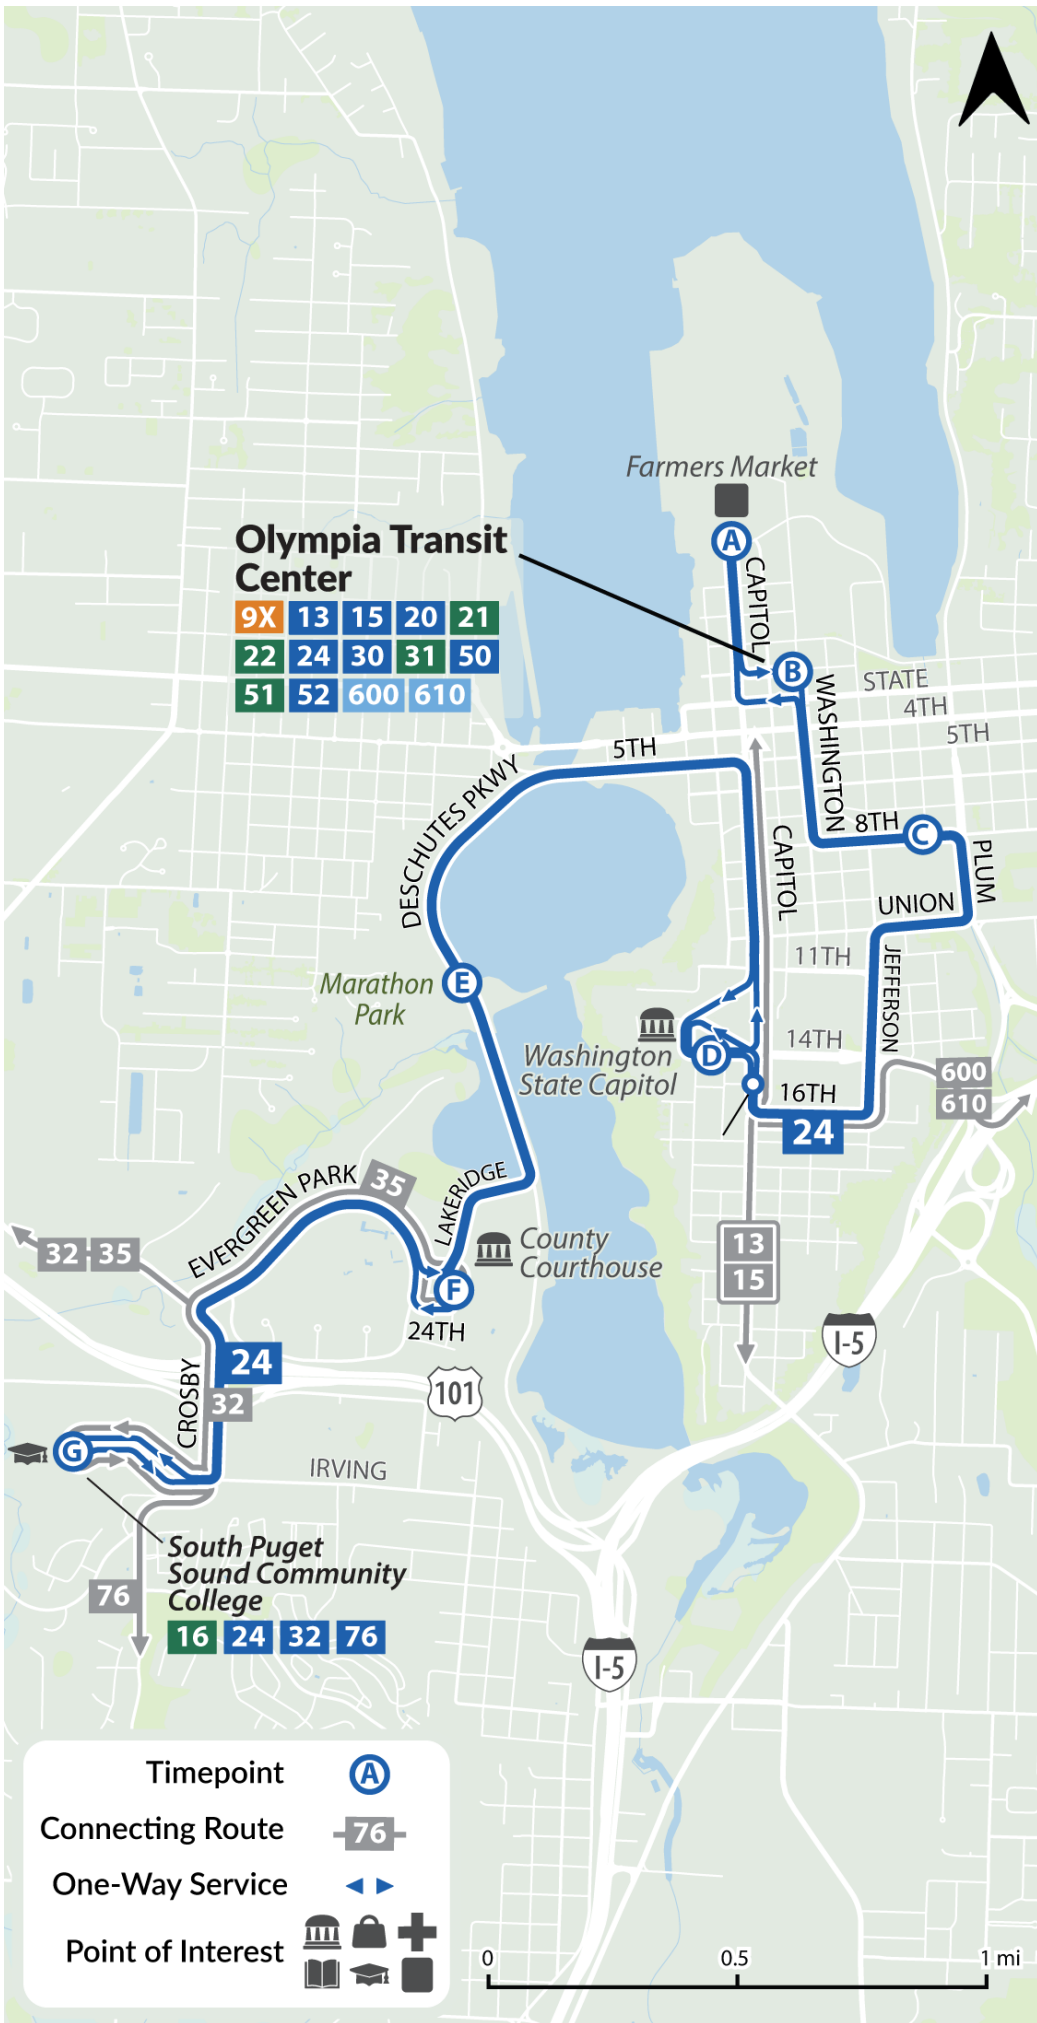 Farmers Market
A
CAPITOL
Olympia Transit
Center
9X 13 15 20 21
22 24 30 31 50
51 52 600 610
B
WASHINGTON
STATE
4TH
5TH
5TH
DESCHUTES PKWY
8TH
C
PLUM
CAPITOL
UNION
11TH
JEFFERSON
Marathon
Park
E
14TH
Washington
State Capitol
D
600
610
16TH
24
EVERGREEN PARK
35
LAKERIDGE
County
Courthouse
32 35
13
15
F
24TH
I-5
CROSBY
24
32
101
G
IRVING
South Puget
Sound Community
College
16 24 32 76
76
I-5
Timepoint A
Connecting Route 76
One-Way Service
Point of Interest
0 0.5 1 mi